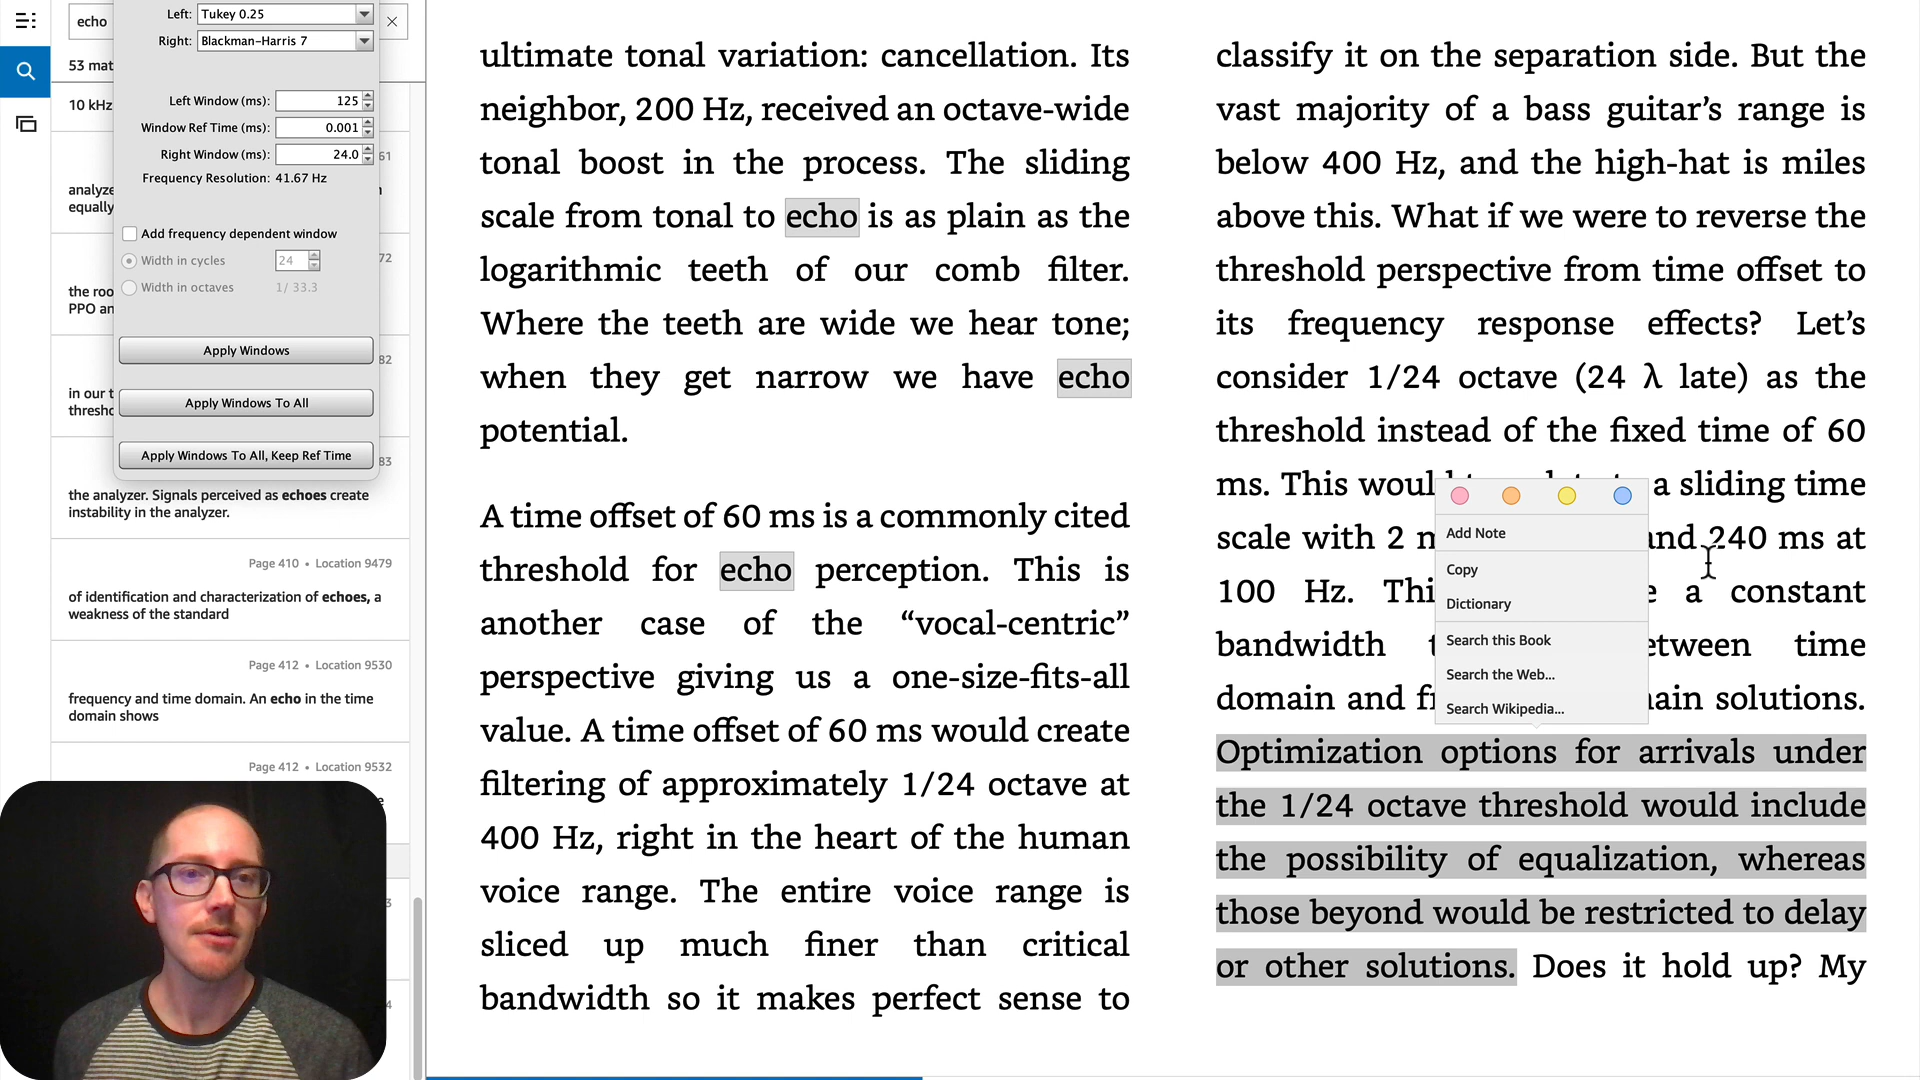 echo
53 mat
10 kHz
61
analyze
equally
72
the roo
PPO an
82
in our t
thresho
83
the analyzer. Signals perceived as echoes create
instability in the analyzer.
Page 410 • Location 9479
of identification and characterization of echoes, a
weakness of the standard
Page 412 • Location 9530
frequency and time domain. An echo in the time
domain shows
Page 412 • Location 9532
Left: Tukey 0.25
Right: Blackman-Harris 7
Left Window (ms): 125
Window Ref Time (ms): 0.001
Right Window (ms): 24.0
Frequency Resolution: 41.67 Hz
Add frequency dependent window
Width in cycles 24
Width in octaves 1/ 33.3
Apply Windows
Apply Windows To All
Apply Windows To All, Keep Ref Time
ultimate tonal variation: cancellation. Its
neighbor, 200 Hz, received an octave-wide
tonal boost in the process. The sliding
scale from tonal to echo is as plain as the
logarithmic teeth of our comb filter.
Where the teeth are wide we hear tone;
when they get narrow we have echo
potential.
A time offset of 60 ms is a commonly cited
threshold for echo perception. This is
another case of the “vocal-centric”
perspective giving us a one-size-fits-all
value. A time offset of 60 ms would create
filtering of approximately 1/24 octave at
400 Hz, right in the heart of the human
voice range. The entire voice range is
sliced up much finer than critical
bandwidth so it makes perfect sense to
classify it on the separation side. But the
vast majority of a bass guitar’s range is
below 400 Hz, and the high-hat is miles
above this. What if we were to reverse the
threshold perspective from time offset to
its frequency response effects? Let’s
consider 1/24 octave (24 λ late) as the
threshold instead of the fixed time of 60
ms. This would a sliding time
scale with 2 m and 240 ms at
100 Hz. Thi e a constant
bandwidth t etween time
domain and fr ain solutions.
Optimization options for arrivals under
the 1/24 octave threshold would include
the possibility of equalization, whereas
those beyond would be restricted to delay
or other solutions. Does it hold up? My
Add Note
Copy
Dictionary
Search this Book
Search the Web...
Search Wikipedia...